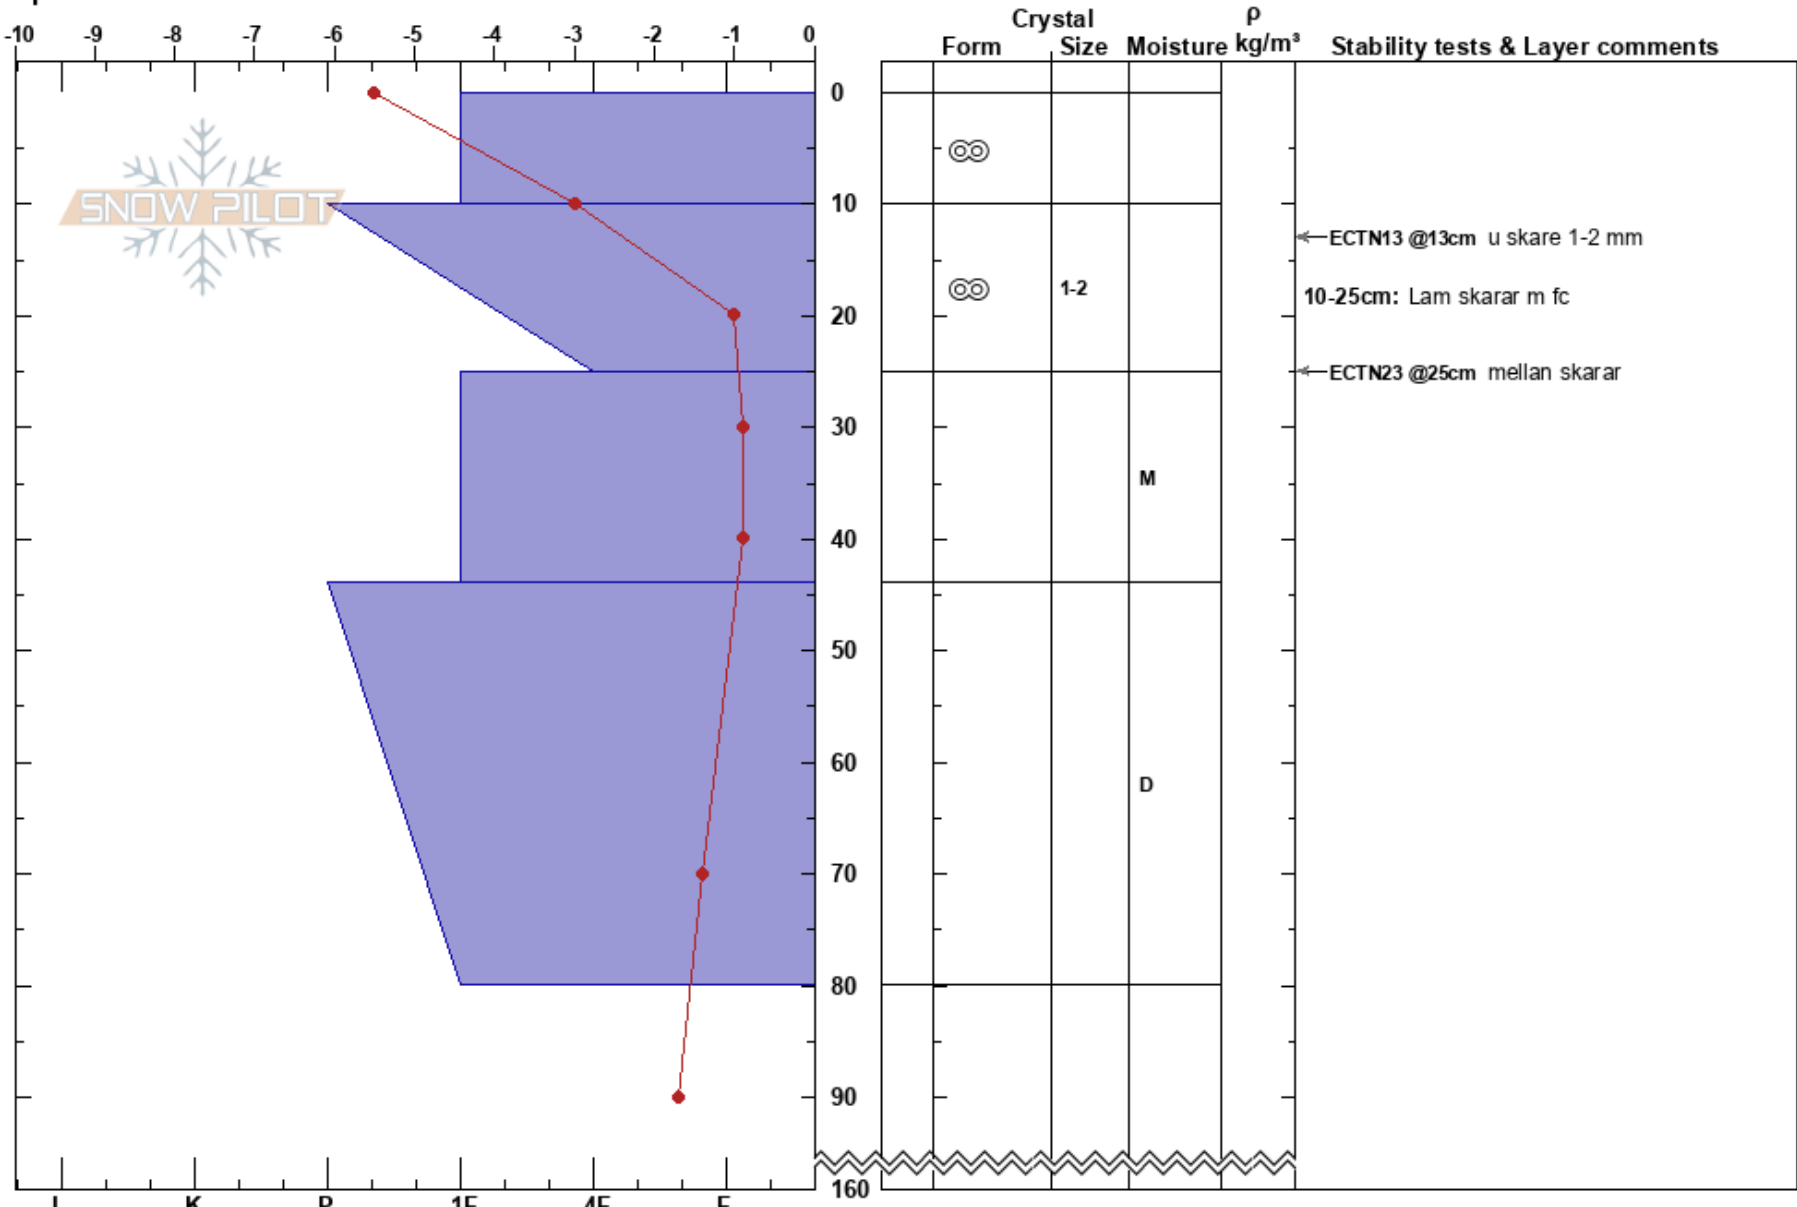 Crystal ρ
-10 -9 -8 -7 -6 -5 -4 -3 -2 -1 0 Form Size Moisture kg/m³ Stability tests & Layer comments
0
SNOW PILOT
10
ECTN13 @13cm u skare 1-2 mm
1-2 10-25cm: Lam skarar m fc
20
ECTN23 @25cm mellan skarar
30
M
40
50
60
D
70
80
90
160
K P 1F 4F F